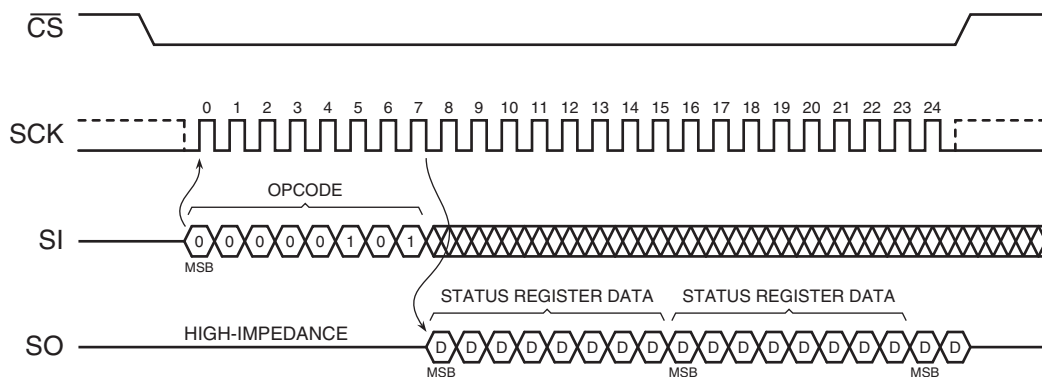 CS
0 1 2 3 4 5 6 7 8 9 10 11 12 13 14 15 16 17 18 19 20 21 22 23 24
SCK
OPCODE
SI
0 0 0 0 0 1 0 1
MSB
STATUS REGISTER DATA STATUS REGISTER DATA
HIGH-IMPEDANCE
SO
D D D D D D D D D D D D D D D D D D
MSB MSB MSB